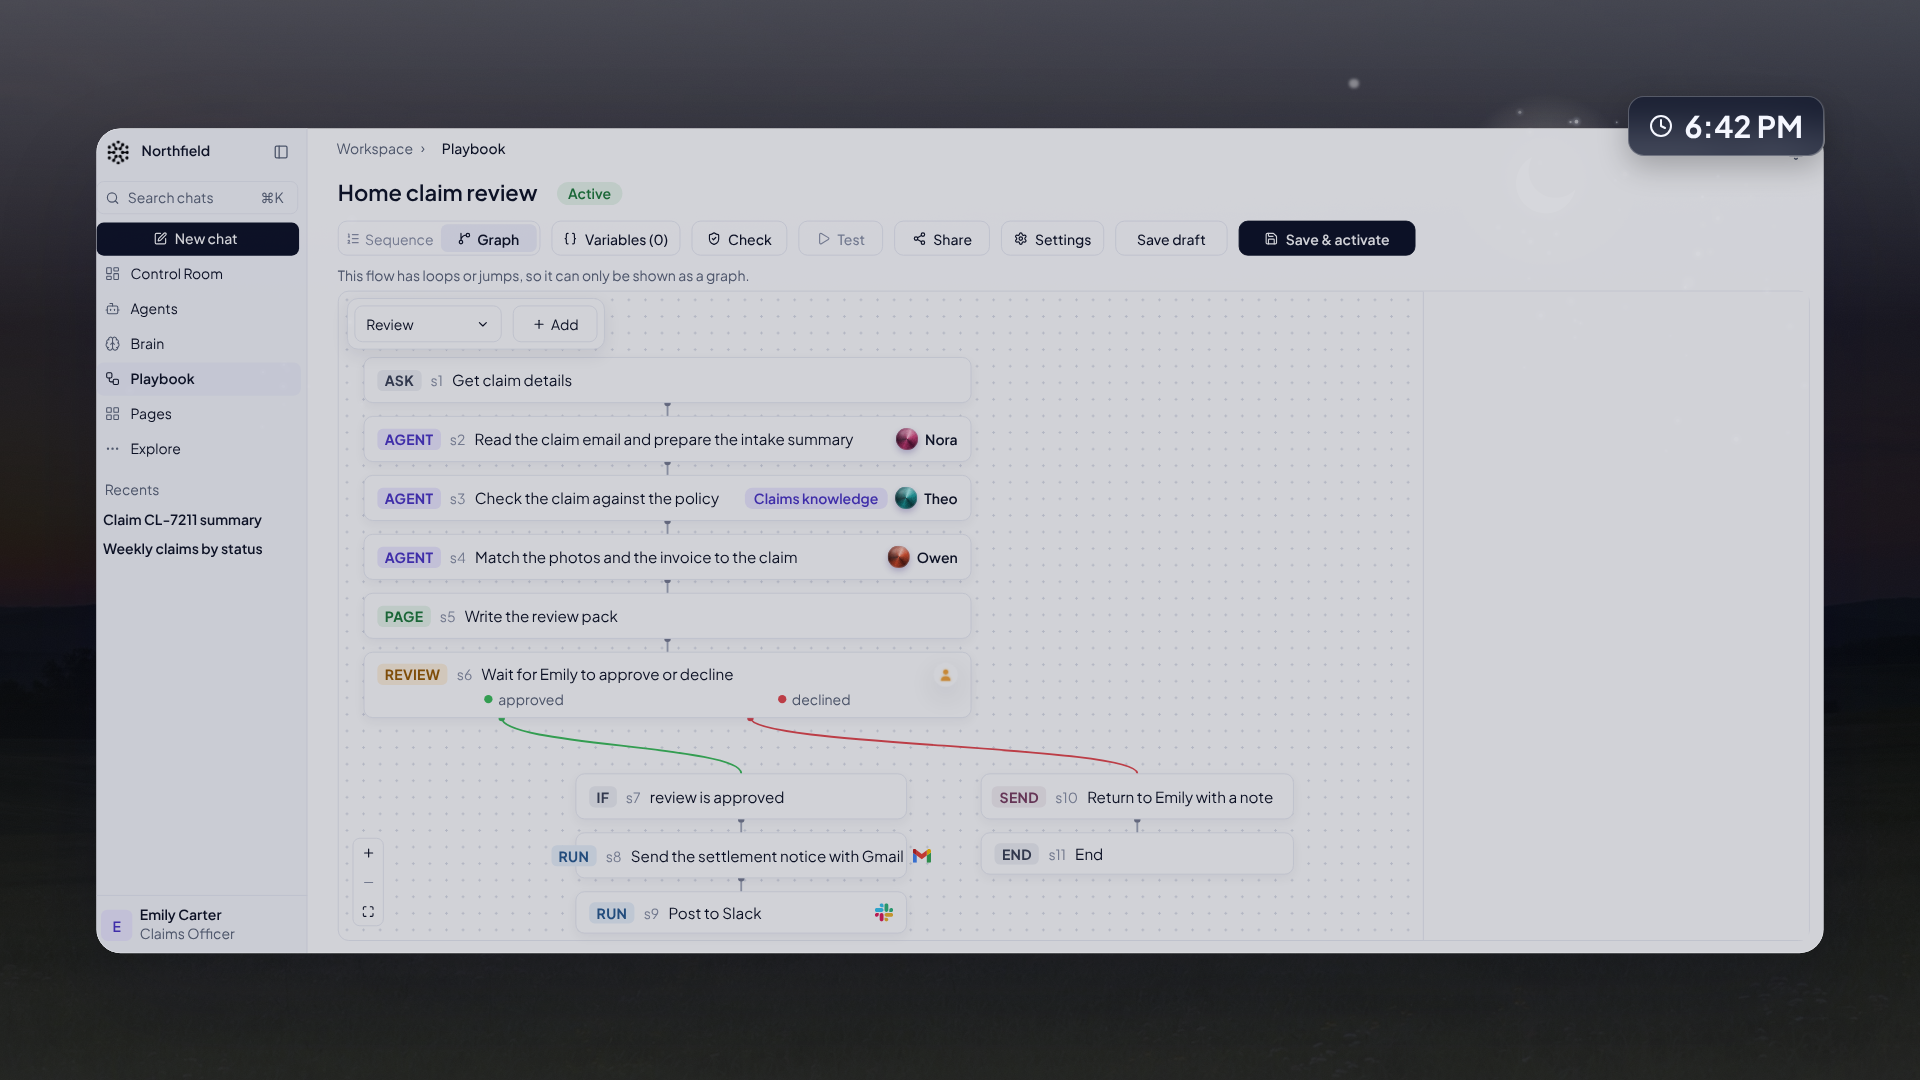 6:42 PM
Northfield
Search chats ⌘K
New chat
Control Room
Agents
Brain
Playbook
Pages
Explore
Recents
Claim CL-7211 summary
Weekly claims by status
E
Emily Carter
Claims Officer
Workspace › Playbook
Home claim review Active
Sequence Graph Variables (0) Check Test Share Settings Save draft Save & activate
This flow has loops or jumps, so it can only be shown as a graph.
Review + Add
ASK s1 Get claim details
AGENT s2 Read the claim email and prepare the intake summary Nora
AGENT s3 Check the claim against the policy Claims knowledge Theo
AGENT s4 Match the photos and the invoice to the claim Owen
PAGE s5 Write the review pack
REVIEW s6 Wait for Emily to approve or decline
approved declined
IF s7 review is approved
SEND s10 Return to Emily with a note
RUN s8 Send the settlement notice with Gmail
END s11 End
RUN s9 Post to Slack